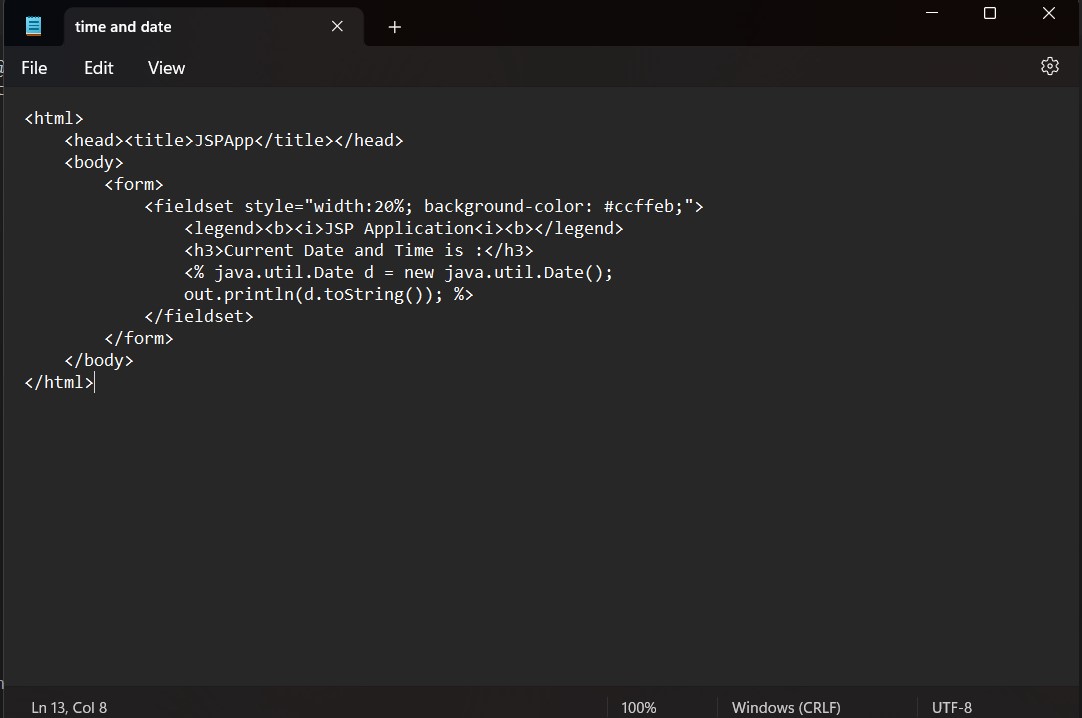 time and date
File Edit View
<html>
    <head><title>JSPApp</title></head>
    <body>
        <form>
            <fieldset style="width:20%; background-color: #ccffeb;">
                <legend><b><i>JSP Application<i><b></legend>
                <h3>Current Date and Time is :</h3>
                <% java.util.Date d = new java.util.Date();
                out.println(d.toString()); %>
            </fieldset>
        </form>
    </body>
</html>
Ln 13, Col 8 100% Windows (CRLF) UTF-8